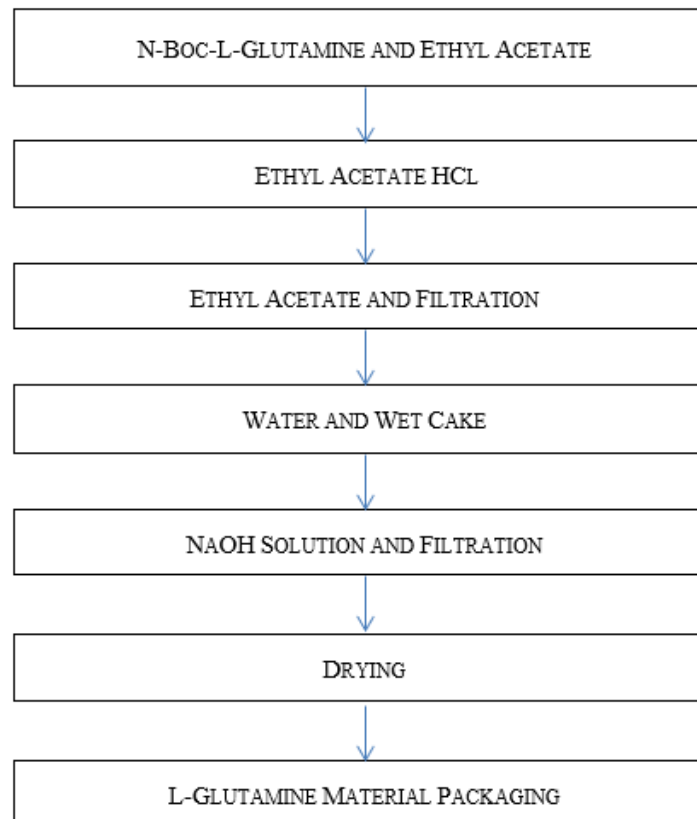 N-BOC-L-GLUTAMINE AND ETHYL ACETATE
ETHYL ACETATE HCL
ETHYL ACETATE AND FILTRATION
WATER AND WET CAKE
NAOH SOLUTION AND FILTRATION
DRYING
L-GLUTAMINE MATERIAL PACKAGING